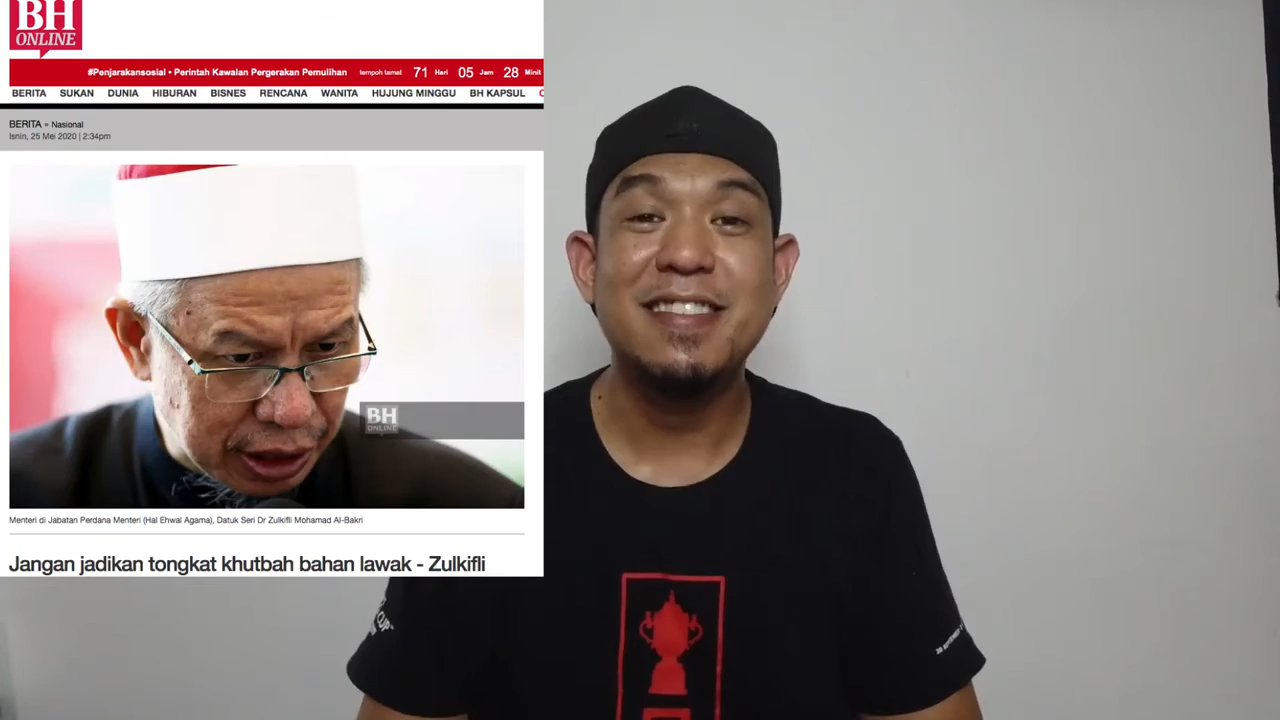 BH
ONLINE
#Penjarakansosial • Perintah Kawalan Pergerakan Pemulihan tempoh tamat 71 Hari 05 Jam 28 Minit
BERITA SUKAN DUNIA HIBURAN BISNES RENCANA WANITA HUJUNG MINGGU BH KAPSUL
BERITA » Nasional
Isnin, 25 Mei 2020 | 2:34pm
BH
ONLINE
Menteri di Jabatan Perdana Menteri (Hal Ehwal Agama), Datuk Seri Dr Zulkifli Mohamad Al-Bakri
Jangan jadikan tongkat khutbah bahan lawak - Zulkifli
CUP